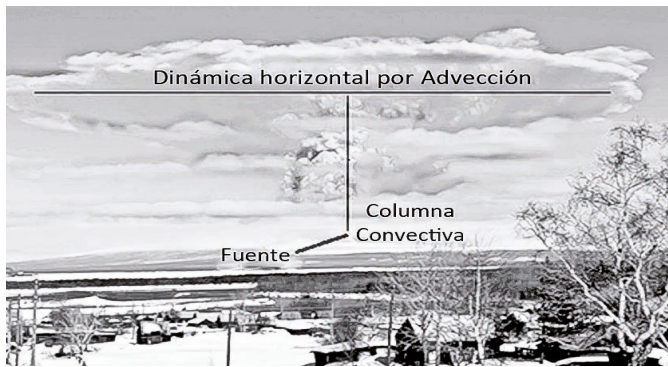 Dinámica horizontal por Advección
Columna
Convectiva
Fuente